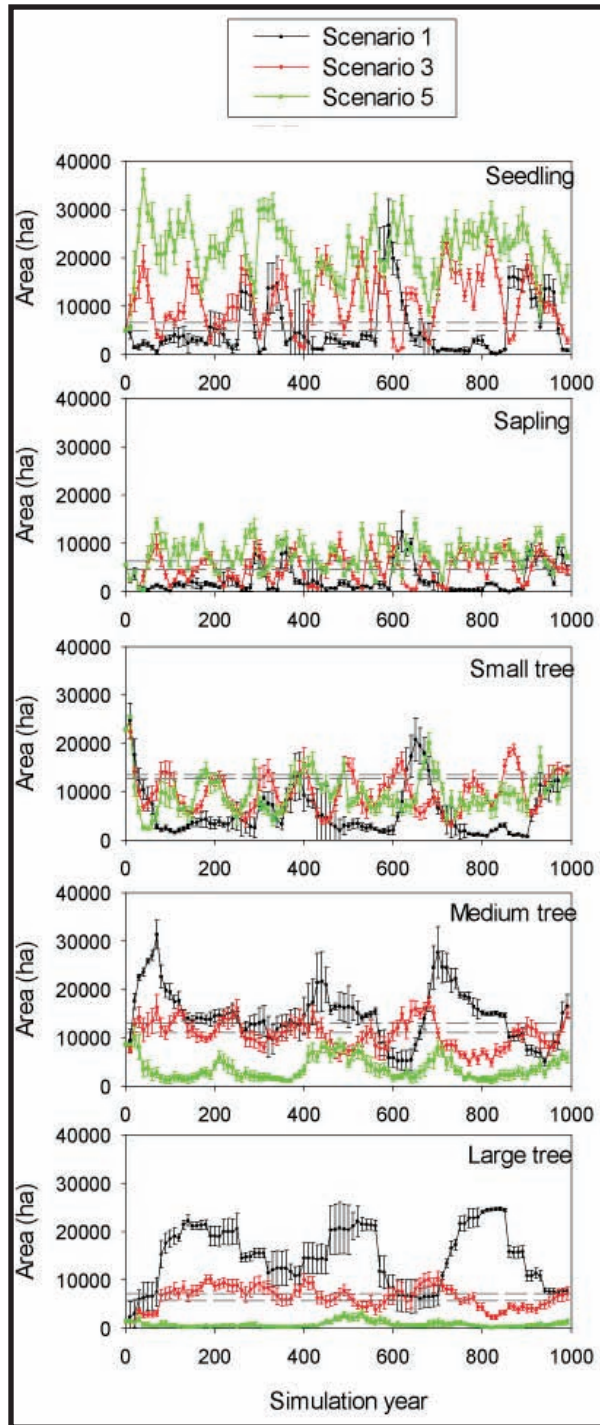 Scenario 1
Scenario 3
Scenario 5
Seedling
40000
30000
20000
10000
0
Area (ha)
0 200 400 600 800 1000
Sapling
40000
30000
20000
10000
0
Area (ha)
0 200 400 600 800 1000
Small tree
40000
30000
20000
10000
0
Area (ha)
0 200 400 600 800 1000
Medium tree
40000
30000
20000
10000
0
Area (ha)
0 200 400 600 800 1000
Large tree
40000
30000
20000
10000
0
Area (ha)
0 200 400 600 800 1000
Simulation year